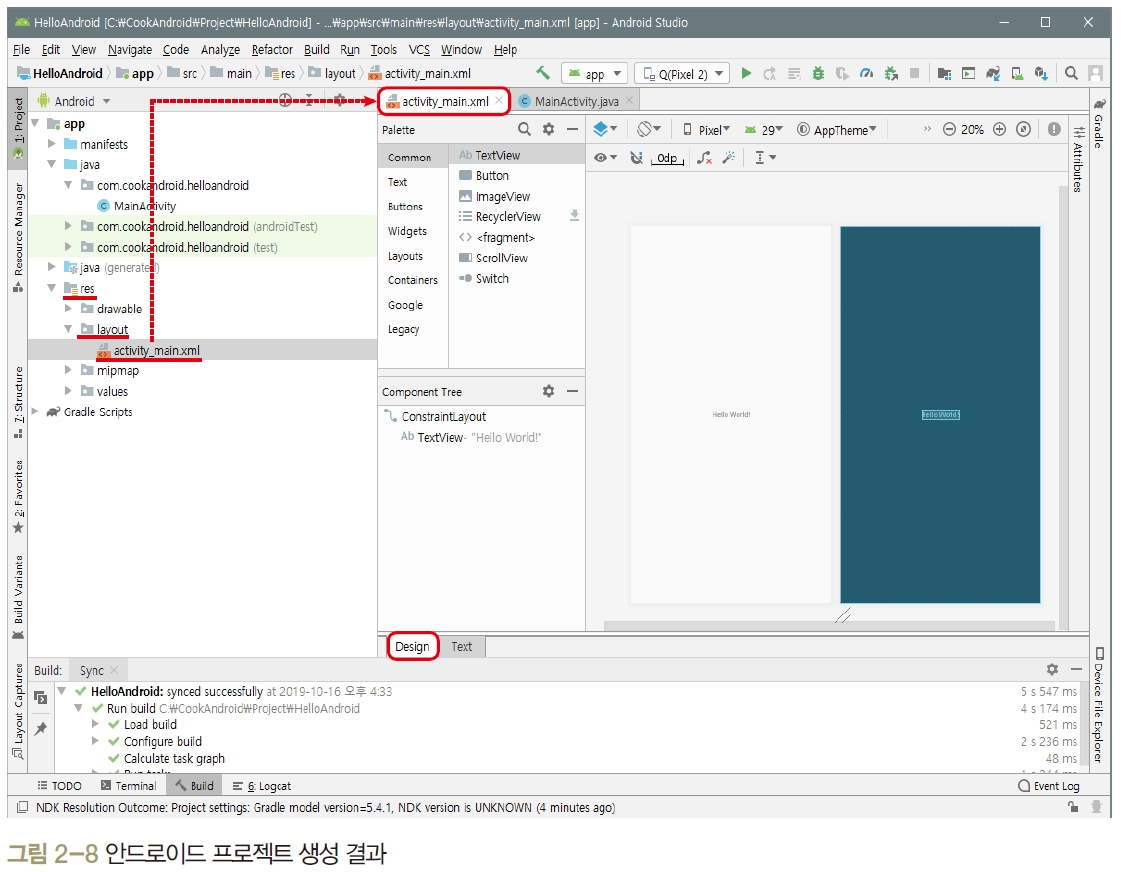 HelloAndroid [C:₩CookAndroid₩Project₩HelloAndroid] - ...₩app₩src₩main₩res₩layout₩activity_main.xml [app] - Android Studio
File Edit View Navigate Code Analyze Refactor Build Run Tools VCS Window Help
HelloAndroid app src main res layout activity_main.xml app Q(Pixel 2)
1: Project
Resource Manager
7: Structure
2: Favorites
Build Variants
Layout Captures
Android
app
manifests
java
com.cookandroid.helloandroid
MainActivity
com.cookandroid.helloandroid (androidTest)
com.cookandroid.helloandroid (test)
java (generated)
res
drawable
layout
activity_main.xml
mipmap
values
Gradle Scripts
activity_main.xml MainActivity.java
Palette
Common
Text
Buttons
Widgets
Layouts
Containers
Google
Legacy
Ab TextView
Button
ImageView
RecyclerView
<fragment>
ScrollView
Switch
Component Tree
ConstraintLayout
Ab TextView- "Hello World!"
Pixel 29 AppTheme 20%
0dp
Hello World!
Hello World!
Attributes
Gradle
Device File Explorer
Design Text
Build: Sync
HelloAndroid: synced successfully at 2019-10-16 오후 4:33 5 s 547 ms
Run build C:₩CookAndroid₩Project₩HelloAndroid 4 s 174 ms
Load build 521 ms
Configure build 2 s 236 ms
Calculate task graph 48 ms
TODO Terminal Build 6: Logcat Event Log
NDK Resolution Outcome: Project settings: Gradle model version=5.4.1, NDK version is UNKNOWN (4 minutes ago)
그림 2-8 안드로이드 프로젝트 생성 결과